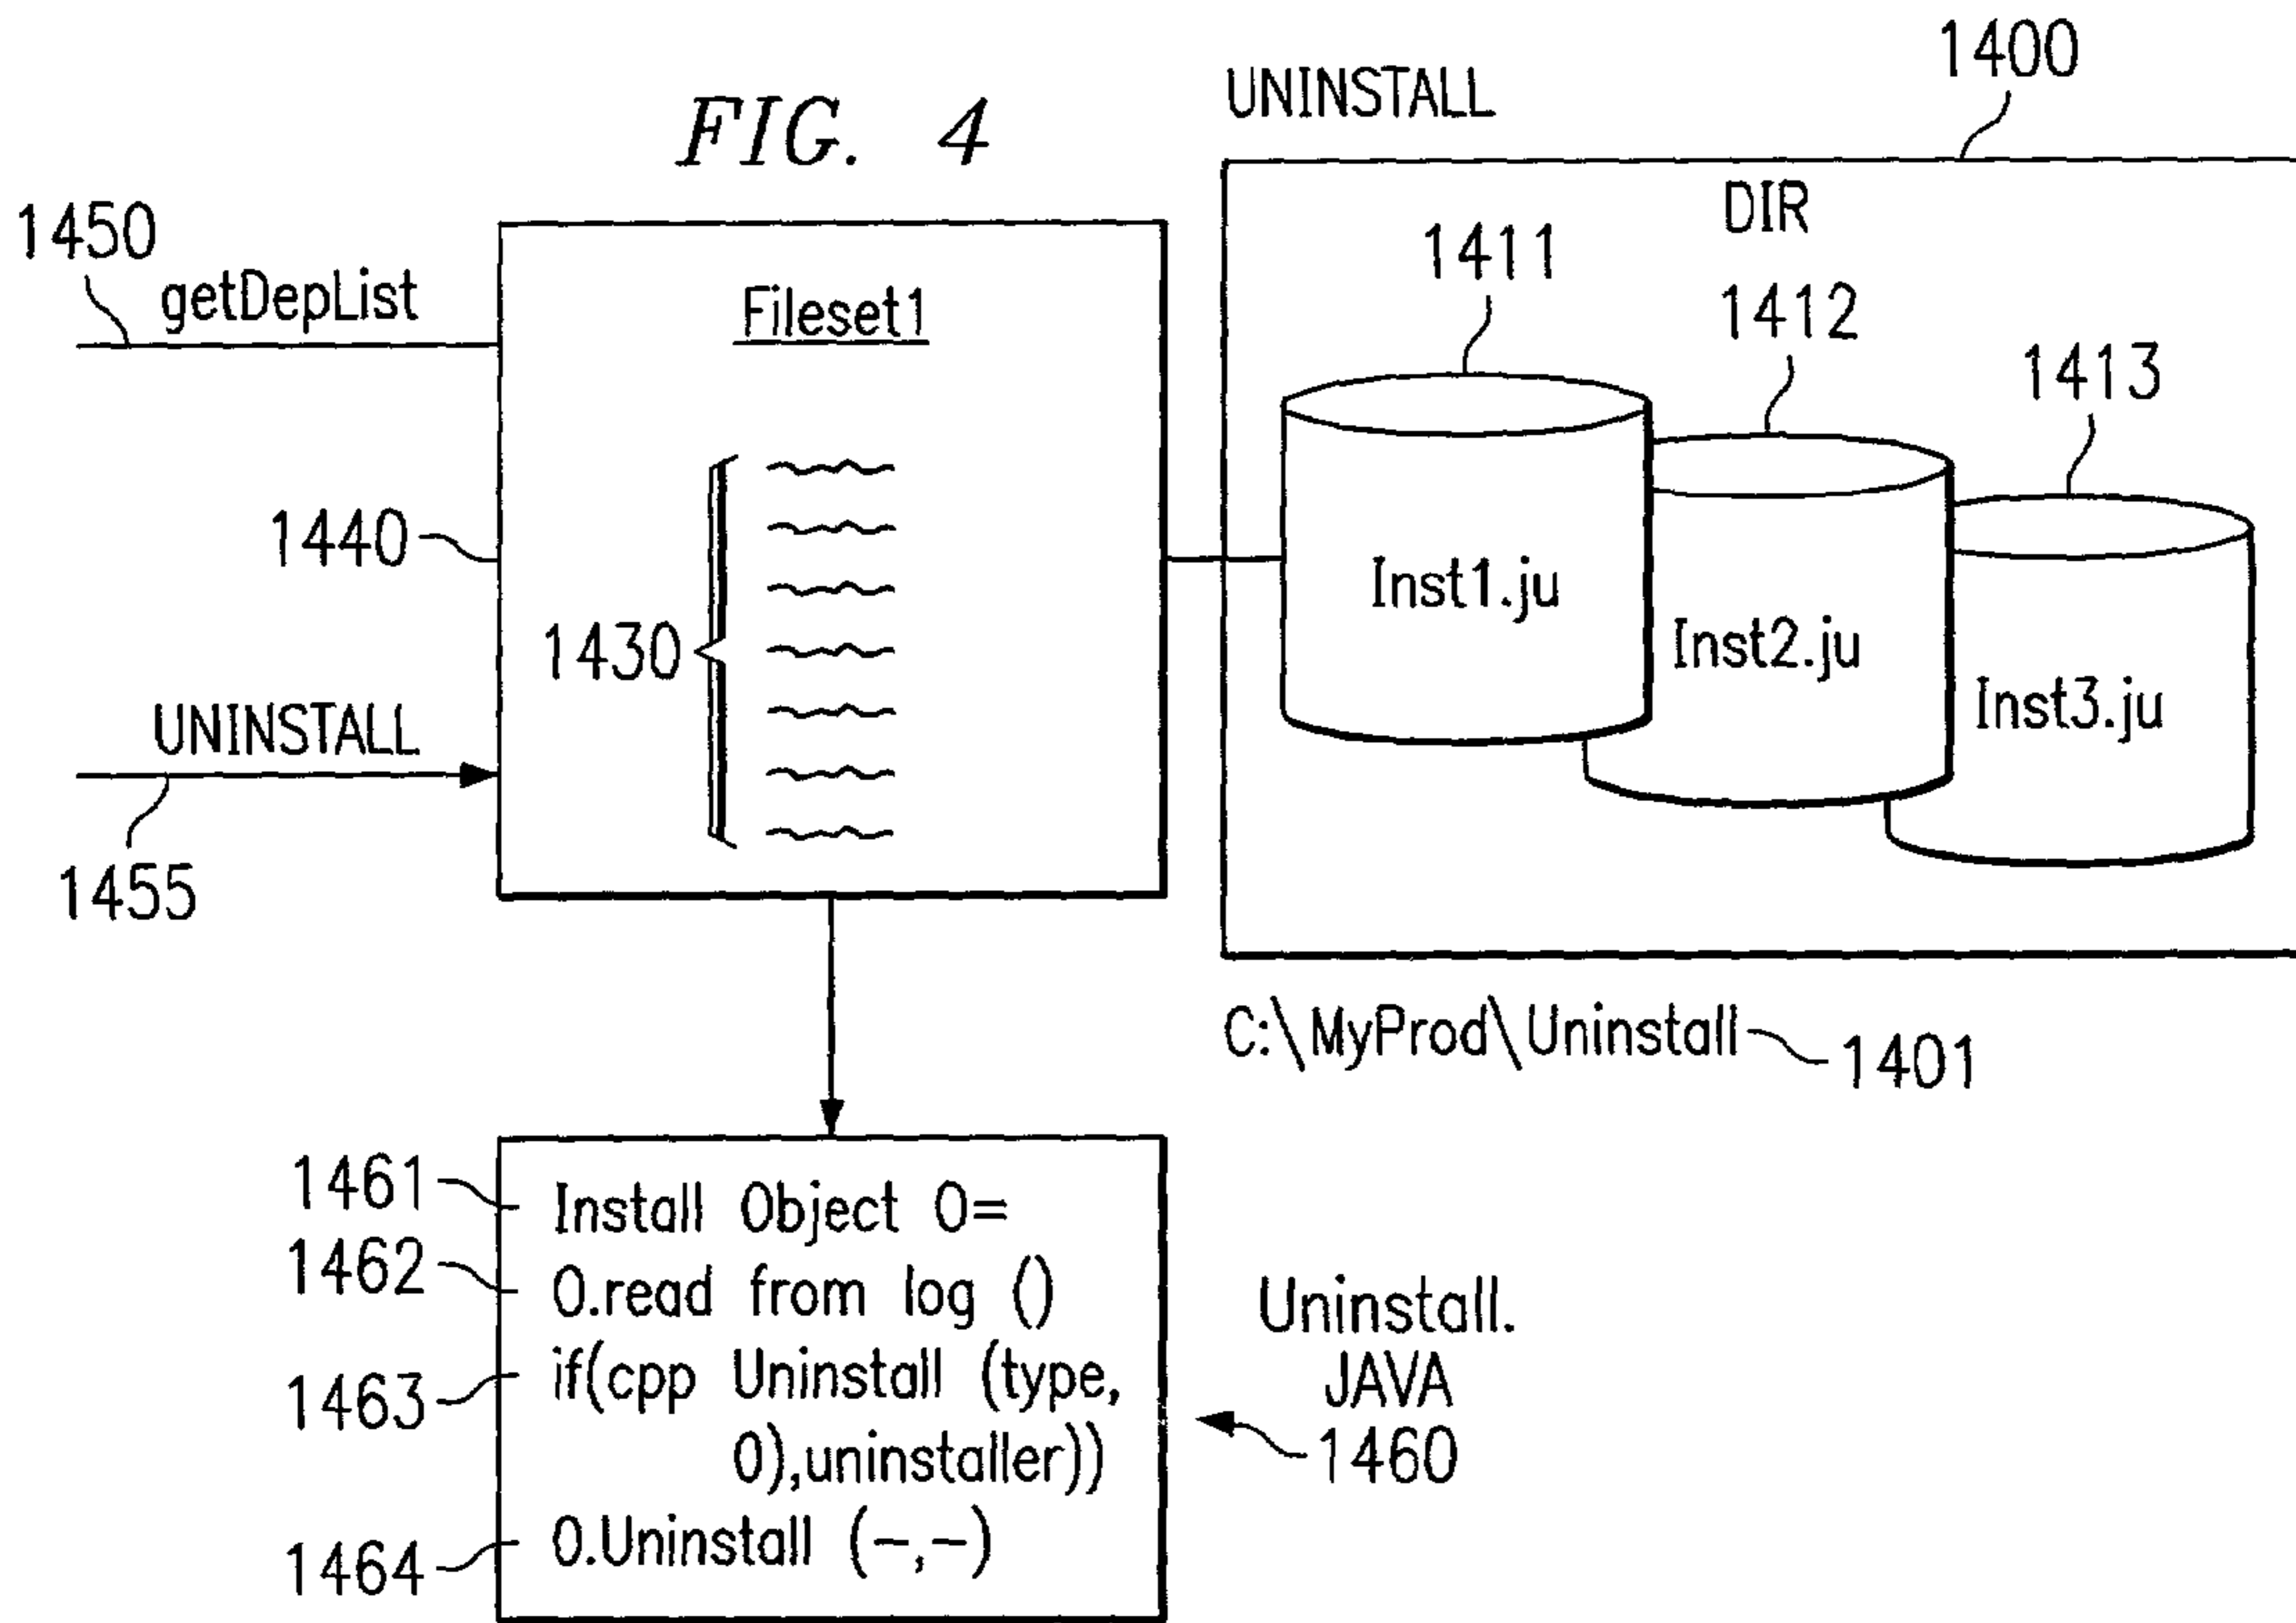 FIG. 4
UNINSTALL
1400
DIR
1450
getDepList
Fileset1
1411
1412
1413
1440
1430
Inst1.ju
Inst2.ju
Inst3.ju
UNINSTALL
1455
C:\MyProd\Uninstall
1401
1461
Install Object O=
1462
O.read from log ()
1463
if(cpp Uninstall (type,
O),uninstaller))
1464
O.Uninstall (-,-)
Uninstall.
JAVA
1460